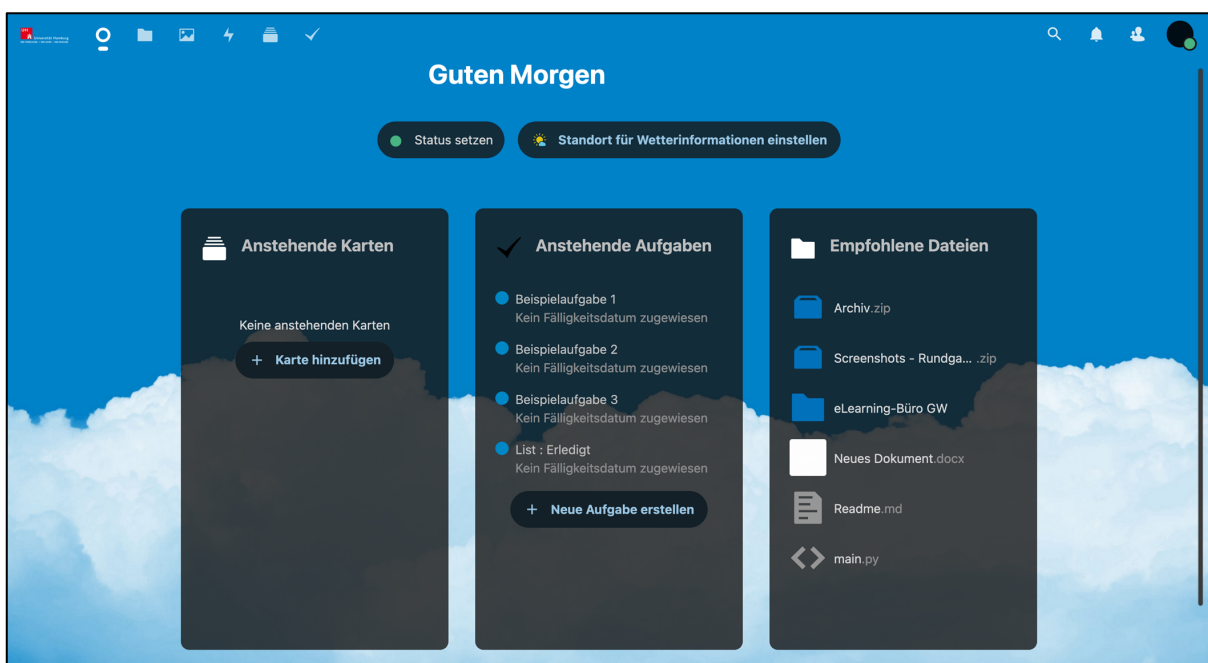 UH
Universität Hamburg
Guten Morgen
Status setzen
Standort für Wetterinformationen einstellen
Anstehende Karten
Keine anstehenden Karten
+ Karte hinzufügen
Anstehende Aufgaben
Beispielaufgabe 1
Kein Fälligkeitsdatum zugewiesen
Beispielaufgabe 2
Kein Fälligkeitsdatum zugewiesen
Beispielaufgabe 3
Kein Fälligkeitsdatum zugewiesen
List : Erledigt
Kein Fälligkeitsdatum zugewiesen
+ Neue Aufgabe erstellen
Empfohlene Dateien
Archiv.zip
Screenshots - Rundga... .zip
eLearning-Büro GW
Neues Dokument.docx
Readme.md
main.py